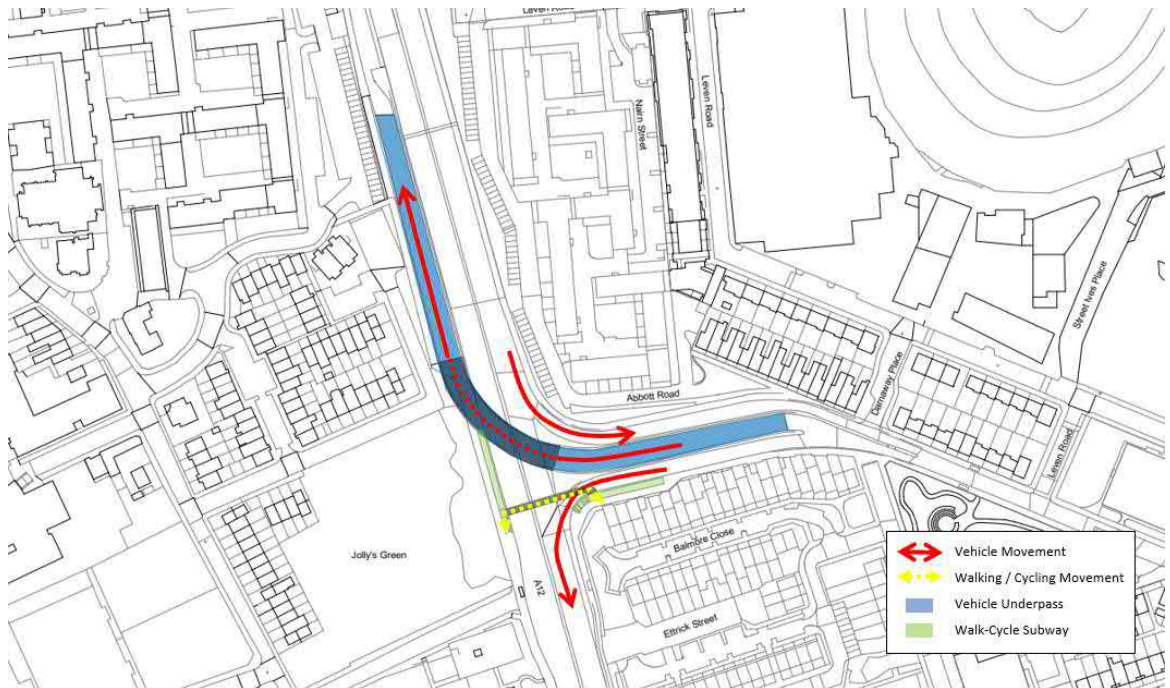 Leven Road
Leven Road
Nairn Street
Street Ives Place
Abbott Road
Darnaway Place
Leven Road
Balmore Close
Jolly's Green
A12
Ettrick Street
Vehicle Movement
Walking / Cycling Movement
Vehicle Underpass
Walk-Cycle Subway